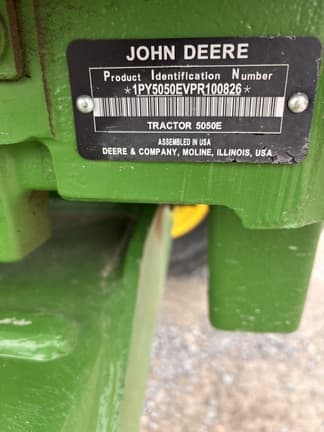 JOHN DEERE
Product Identification Number
*1PY5050EVPR100826*
TRACTOR 5050E
ASSEMBLED IN USA
DEERE & COMPANY, MOLINE, ILLINOIS, USA